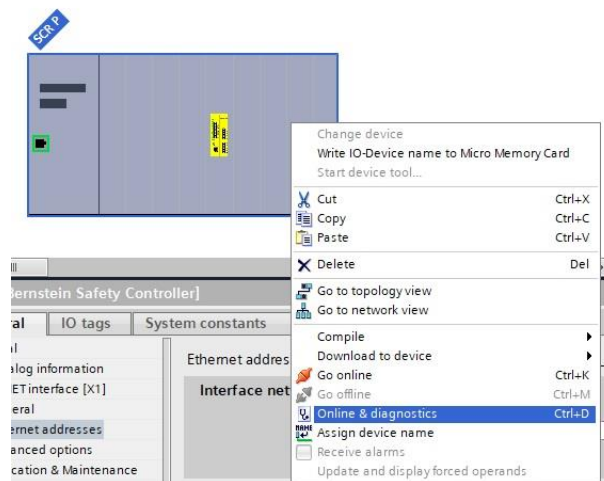 SCR P
Change device
Write IO-Device name to Micro Memory Card
Start device tool...
Cut Ctrl+X
Copy Ctrl+C
Paste Ctrl+V
Delete Del
Go to topology view
Go to network view
Compile
Download to device
Go online Ctrl+K
Go offline Ctrl+M
Online & diagnostics Ctrl+D
Assign device name
Receive alarms
Update and display forced operands
Bernstein Safety Controller]
al IO tags System constants
al
alog information
ET interface [X1]
eral
rnet addresses
anced options
cation & Maintenance
Ethernet addres
Interface net